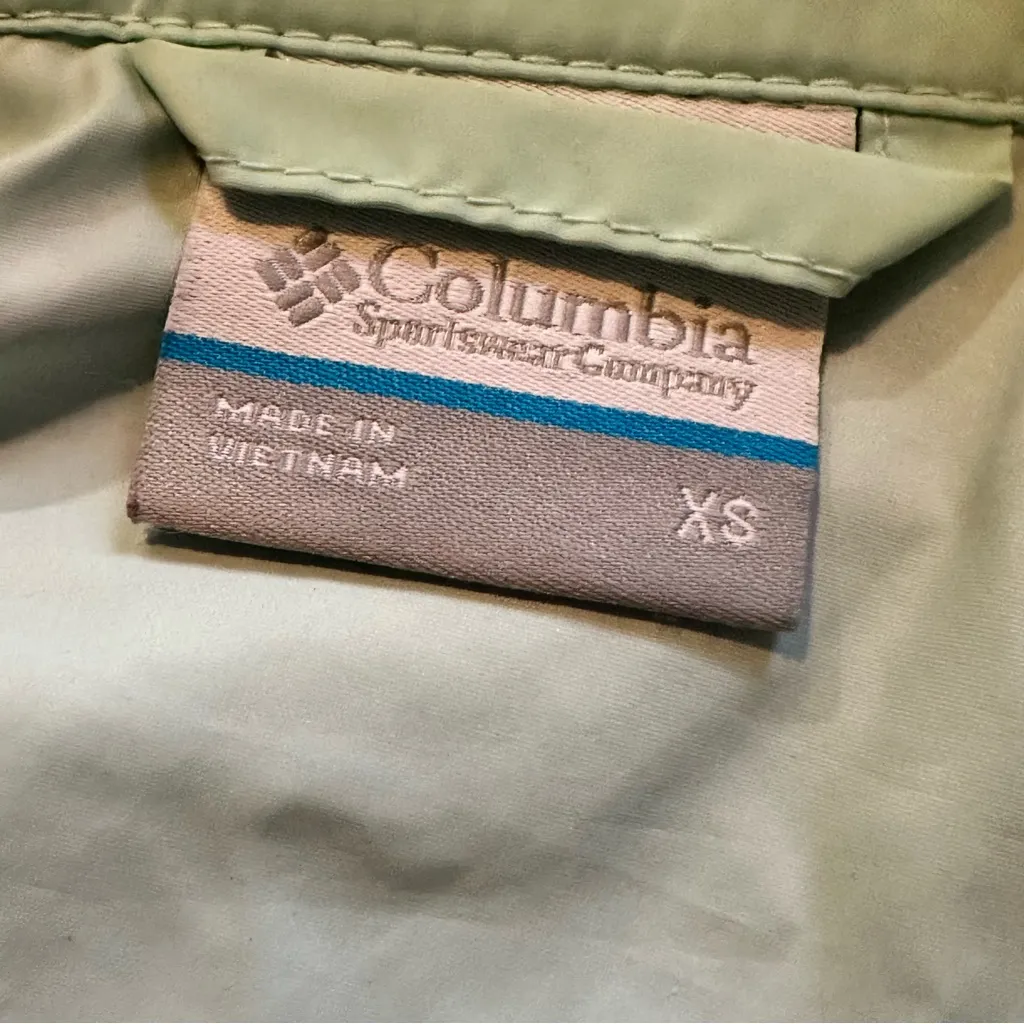 Columbia
Sportswear Company
MADE IN
VIETNAM
XS